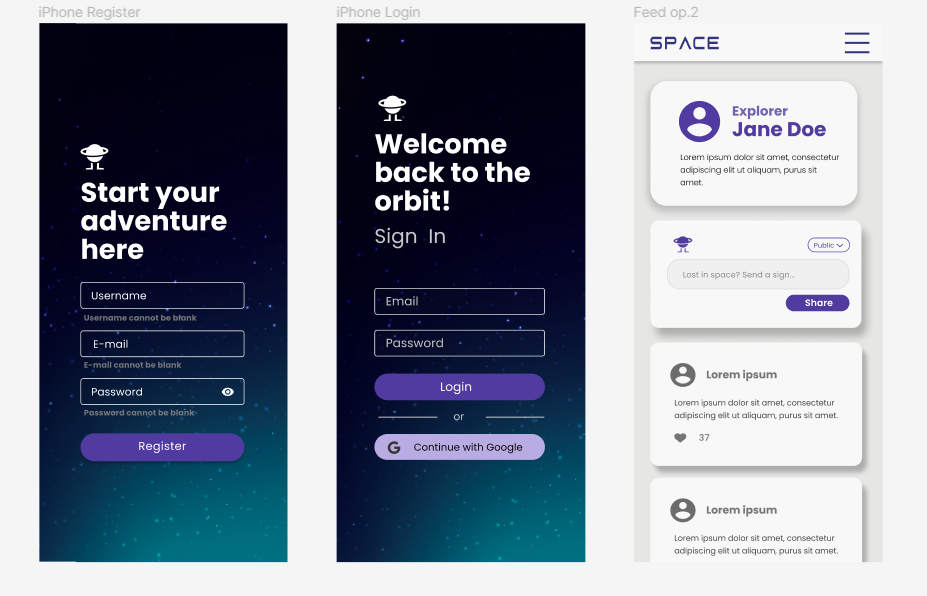 iPhone Register
Start your
adventure
here
Username
Username cannot be blank
E-mail
E-mail cannot be blank
Password
Password cannot be blank
Register
iPhone Login
Welcome
back to the
orbit!
Sign In
Email
Password
Login
or
Continue with Google
Feed op.2
SPACE
Explorer
Jane Doe
Lorem ipsum dolor sit amet, consectetur
adipiscing elit ut aliquam, purus sit
amet.
Public
Lost in space? Send a sign...
Share
Lorem ipsum
Lorem ipsum dolor sit amet, consectetur
adipiscing elit ut aliquam, purus sit amet.
37
Lorem ipsum
Lorem ipsum dolor sit amet, consectetur
adipiscing elit ut aliquam, purus sit amet.